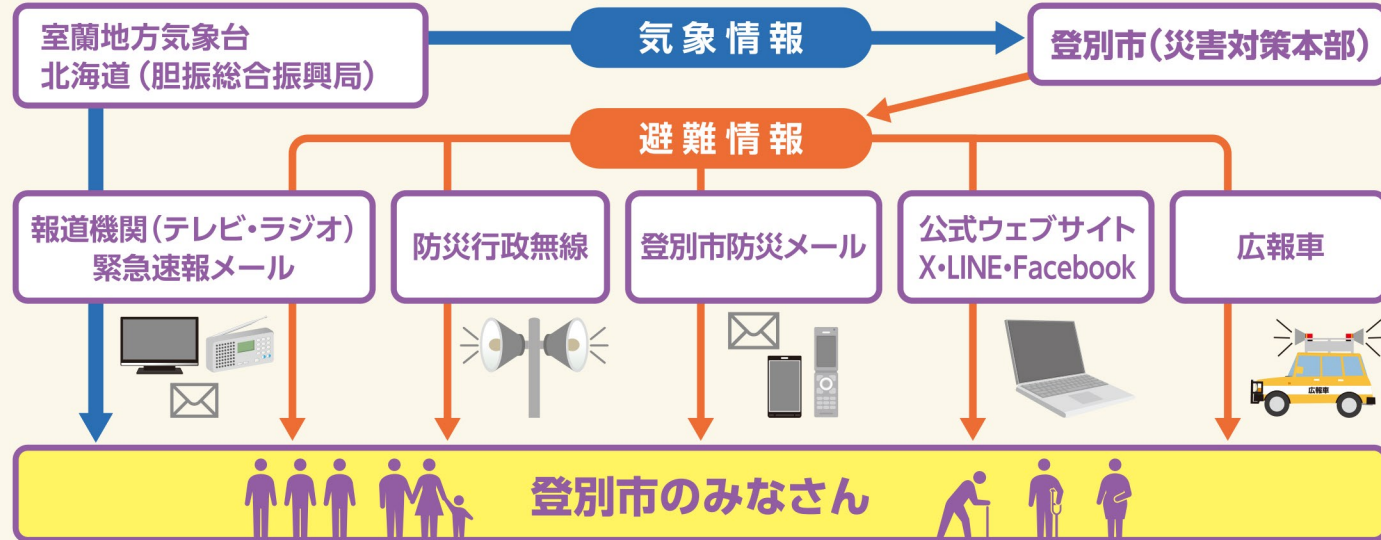 室蘭地方気象台
北海道(胆振総合振興局)
気象情報
登別市(災害対策本部)
避難情報
報道機関(テレビ・ラジオ)
緊急速報メール
防災行政無線
登別市防災メール
公式ウェブサイト
X・LINE・Facebook
広報車
広報車
登別市のみなさん